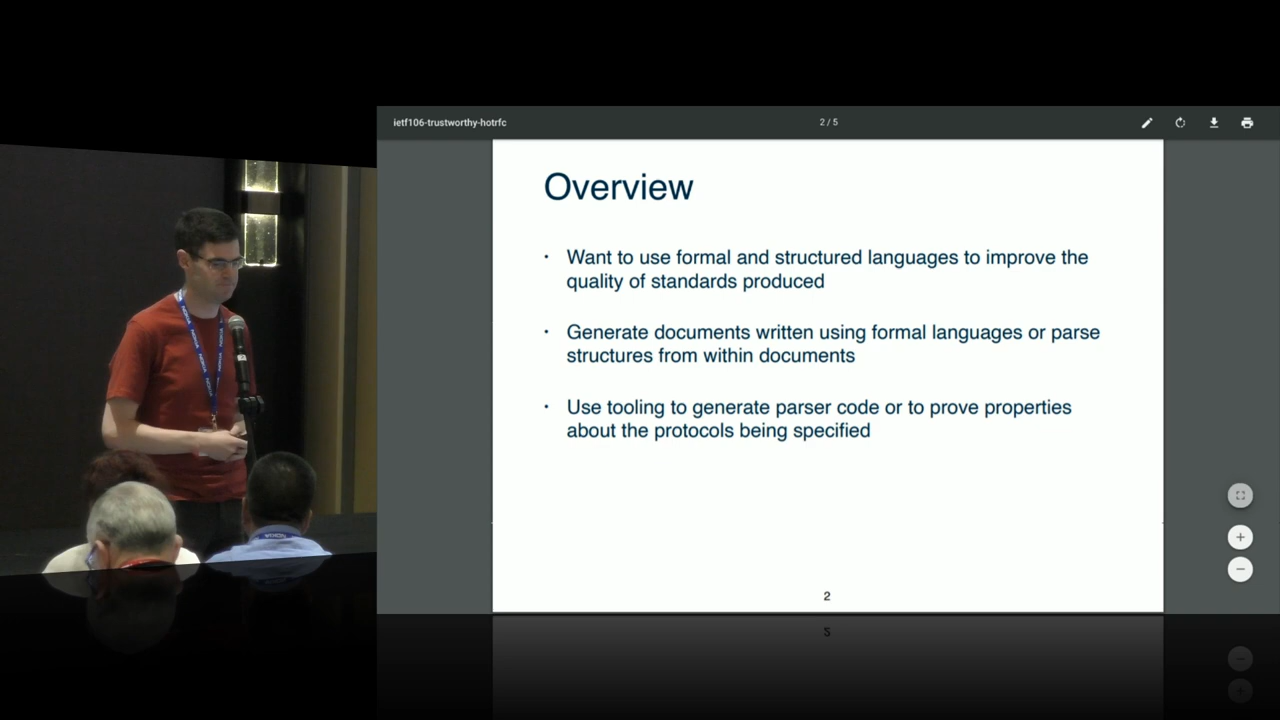 ietf106-trustworthy-hotrfc
2 / 5
Overview
• Want to use formal and structured languages to improve the
quality of standards produced
• Generate documents written using formal languages or parse
structures from within documents
• Use tooling to generate parser code or to prove properties
about the protocols being specified
2
NOKIA
NOKIA